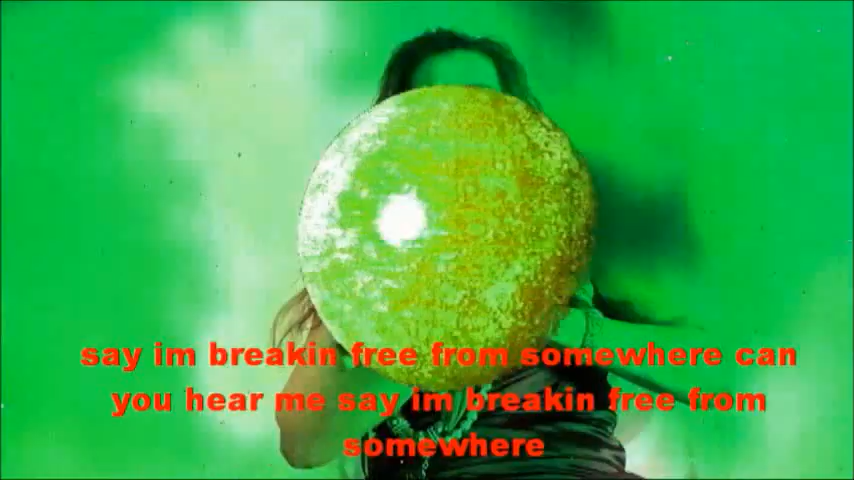 say im breakin free from somewhere can
you hear me say im breakin free from
somewhere